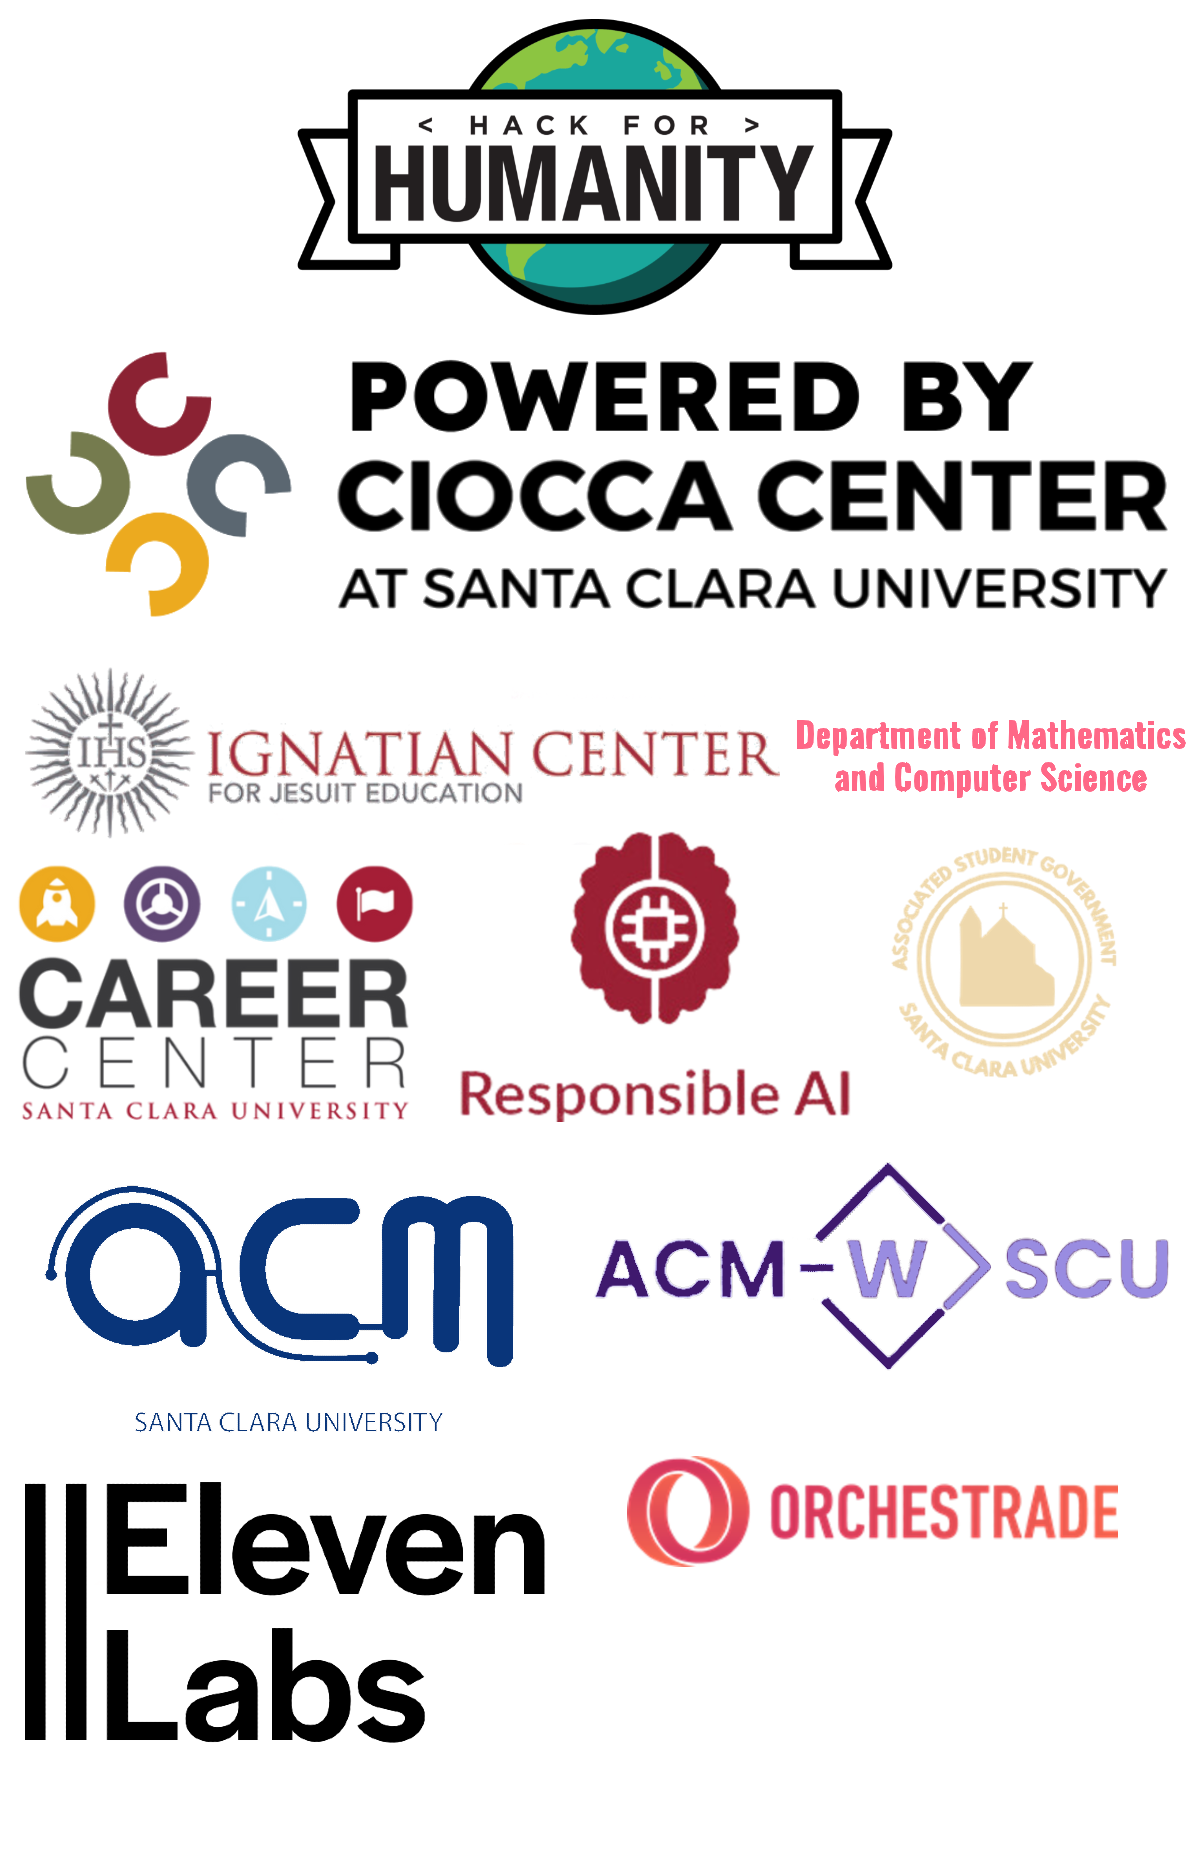 < HACK FOR >
HUMANITY
POWERED BY
CIOCCA CENTER
AT SANTA CLARA UNIVERSITY
IHS
IGNATIAN CENTER
FOR JESUIT EDUCATION
Department of Mathematics
and Computer Science
CAREER
CENTER
SANTA CLARA UNIVERSITY
Responsible AI
ASSOCIATED STUDENT GOVERNMENT
SANTA CLARA UNIVERSITY
acm
SANTA CLARA UNIVERSITY
ACM-W SCU
ORCHESTRADE
||Eleven
Labs